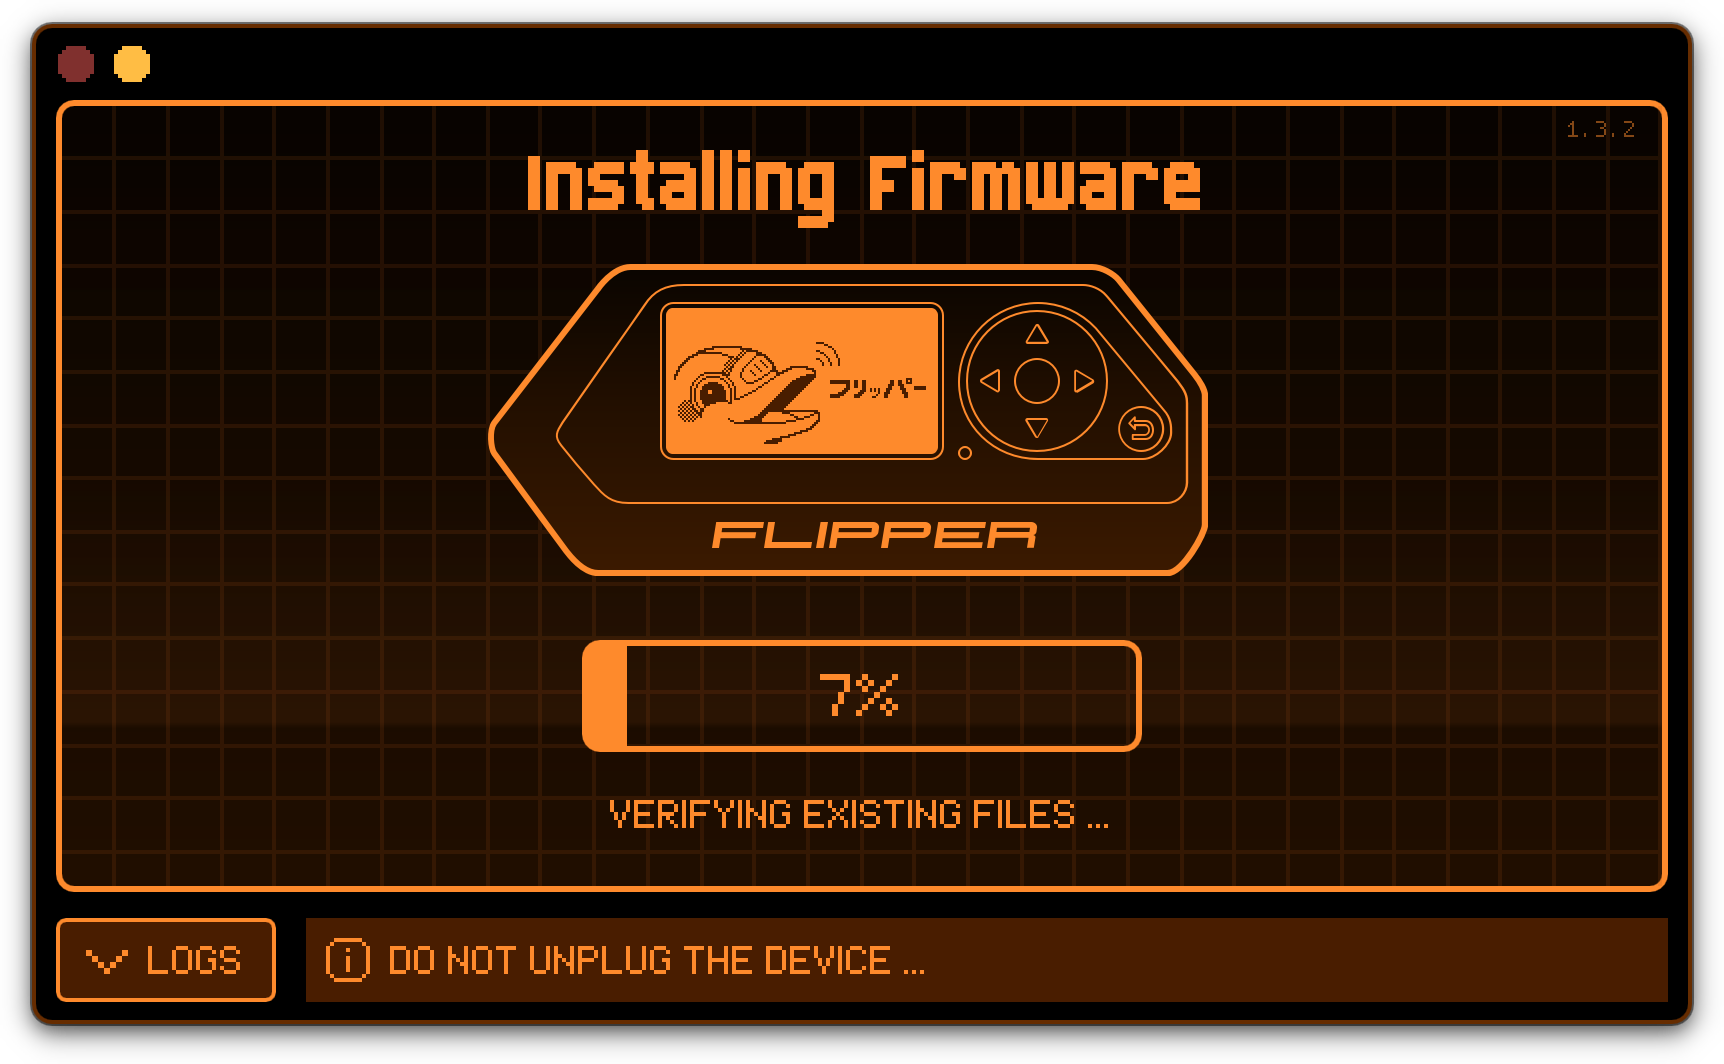 1.3.2
Installing Firmware
フリッパー
FLIPPER
7%
VERIFYING EXISTING FILES ...
LOGS
DO NOT UNPLUG THE DEVICE ...